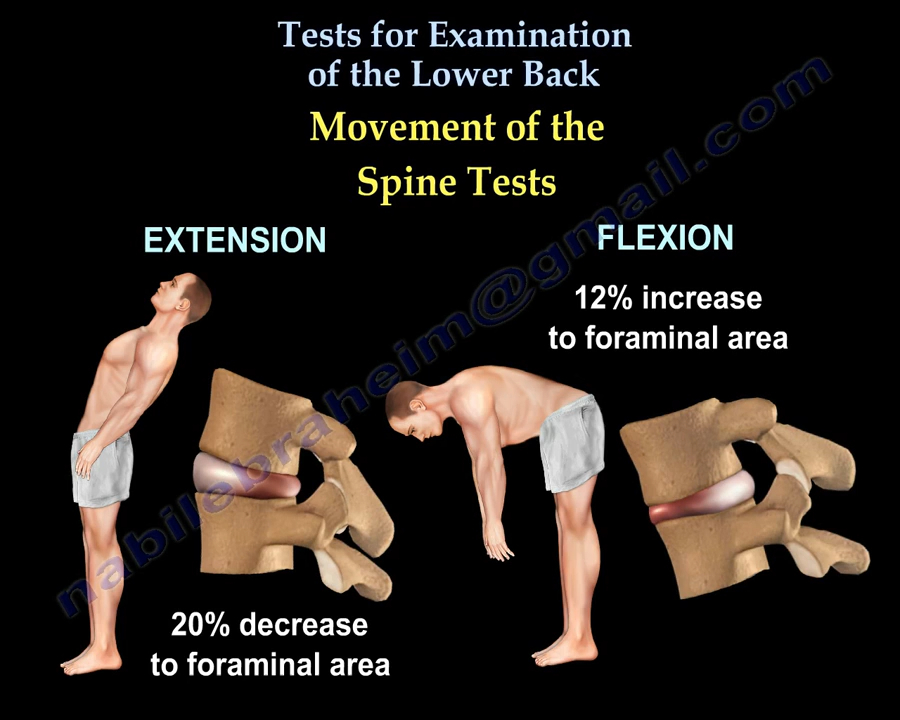 Tests for Examination
of the Lower Back
Movement of the
Spine Tests
EXTENSION
FLEXION
12% increase
to foraminal area
20% decrease
to foraminal area
nabilebraheim@gmail.com